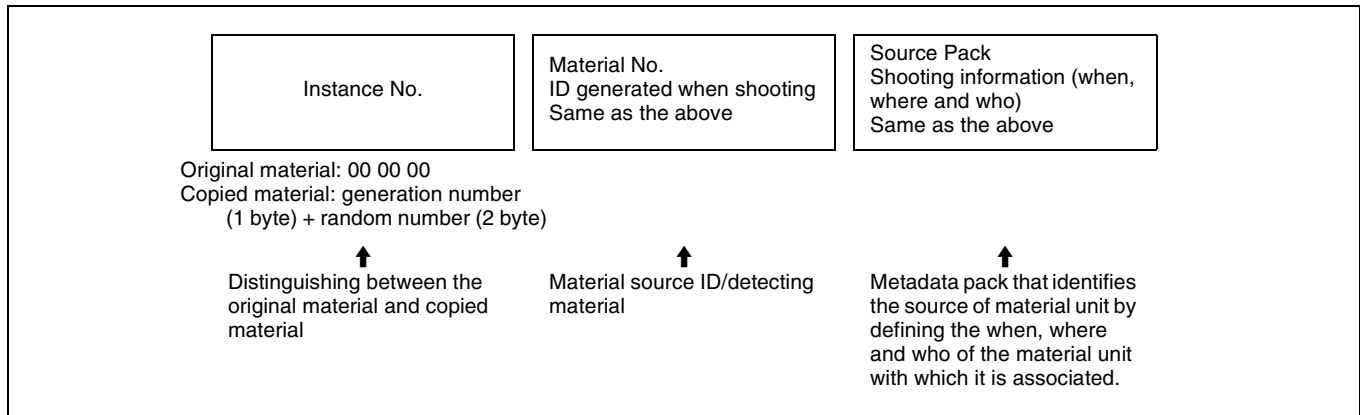 Instance No.
Material No.
ID generated when shooting
Same as the above
Source Pack
Shooting information (when,
where and who)
Same as the above
Original material: 00 00 00
Copied material: generation number
(1 byte) + random number (2 byte)
Distinguishing between the
original material and copied
material
Material source ID/detecting
material
Metadata pack that identifies
the source of material unit by
defining the when, where
and who of the material unit
with which it is associated.